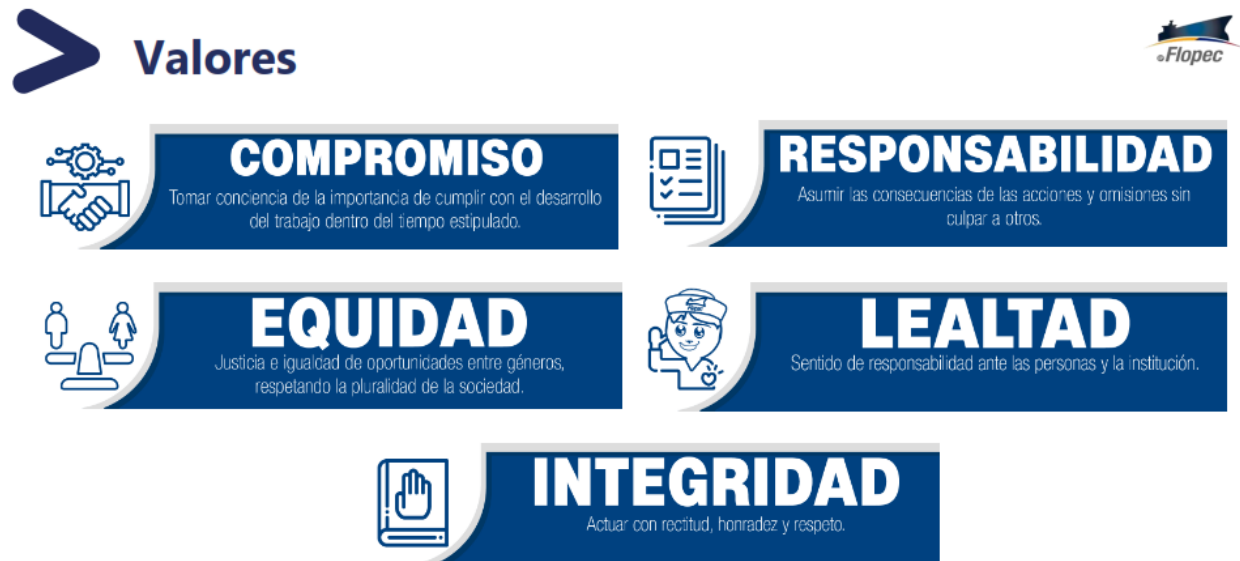 Valores
Flopec
COMPROMISO
Tomar conciencia de la importancia de cumplir con el desarrollo
del trabajo dentro del tiempo estipulado.
RESPONSABILIDAD
Asumir las consecuencias de las acciones y omisiones sin
culpar a otros.
EQUIDAD
Justicia e igualdad de oportunidades entre géneros,
respetando la pluralidad de la sociedad.
Flopec
LEALTAD
Sentido de responsabilidad ante las personas y la institución.
INTEGRIDAD
Actuar con rectitud, honradez y respeto.